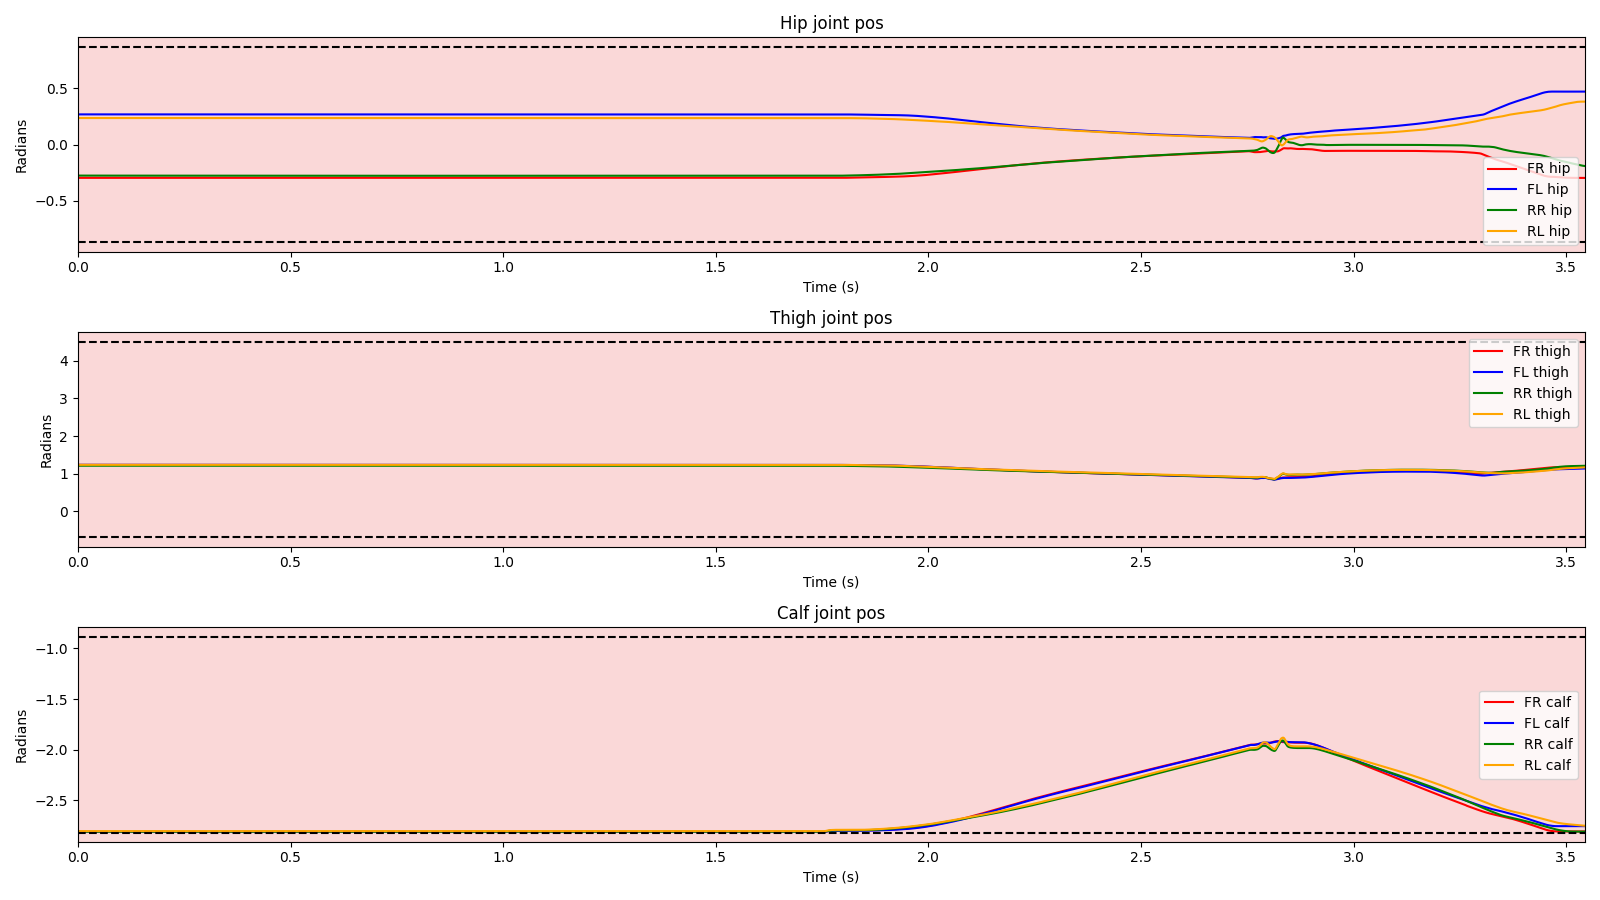 Hip joint pos
0.5
0.0
−0.5
Radians
FR hip
FL hip
RR hip
RL hip
0.0 0.5 1.0 1.5 2.0 2.5 3.0 3.5
Time (s)
Thigh joint pos
4
3
2
1
0
Radians
FR thigh
FL thigh
RR thigh
RL thigh
0.0 0.5 1.0 1.5 2.0 2.5 3.0 3.5
Time (s)
Calf joint pos
−1.0
−1.5
−2.0
−2.5
Radians
FR calf
FL calf
RR calf
RL calf
0.0 0.5 1.0 1.5 2.0 2.5 3.0 3.5
Time (s)